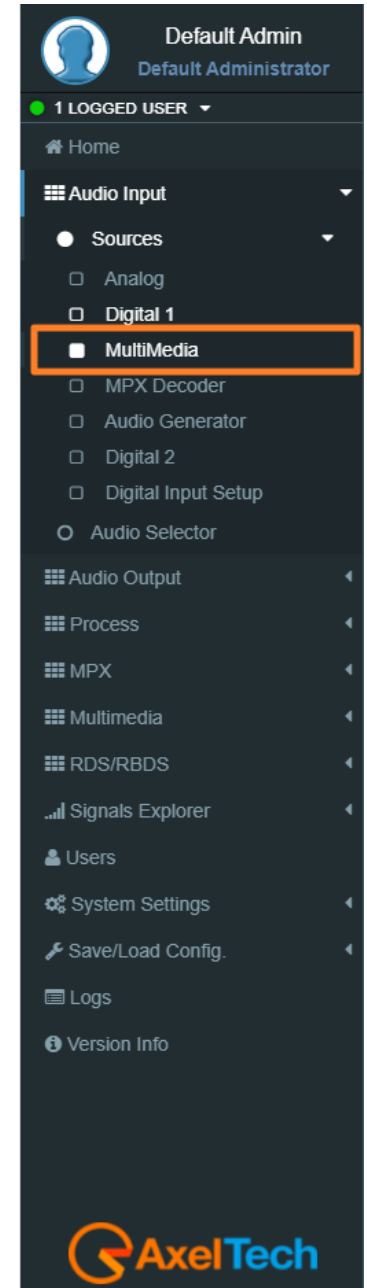 Default Admin
Default Administrator
1 LOGGED USER
Home
Audio Input
Sources
Analog
Digital 1
MultiMedia
MPX Decoder
Audio Generator
Digital 2
Digital Input Setup
Audio Selector
Audio Output
Process
MPX
Multimedia
RDS/RBDS
Signals Explorer
Users
System Settings
Save/Load Config.
Logs
Version Info
AxelTech